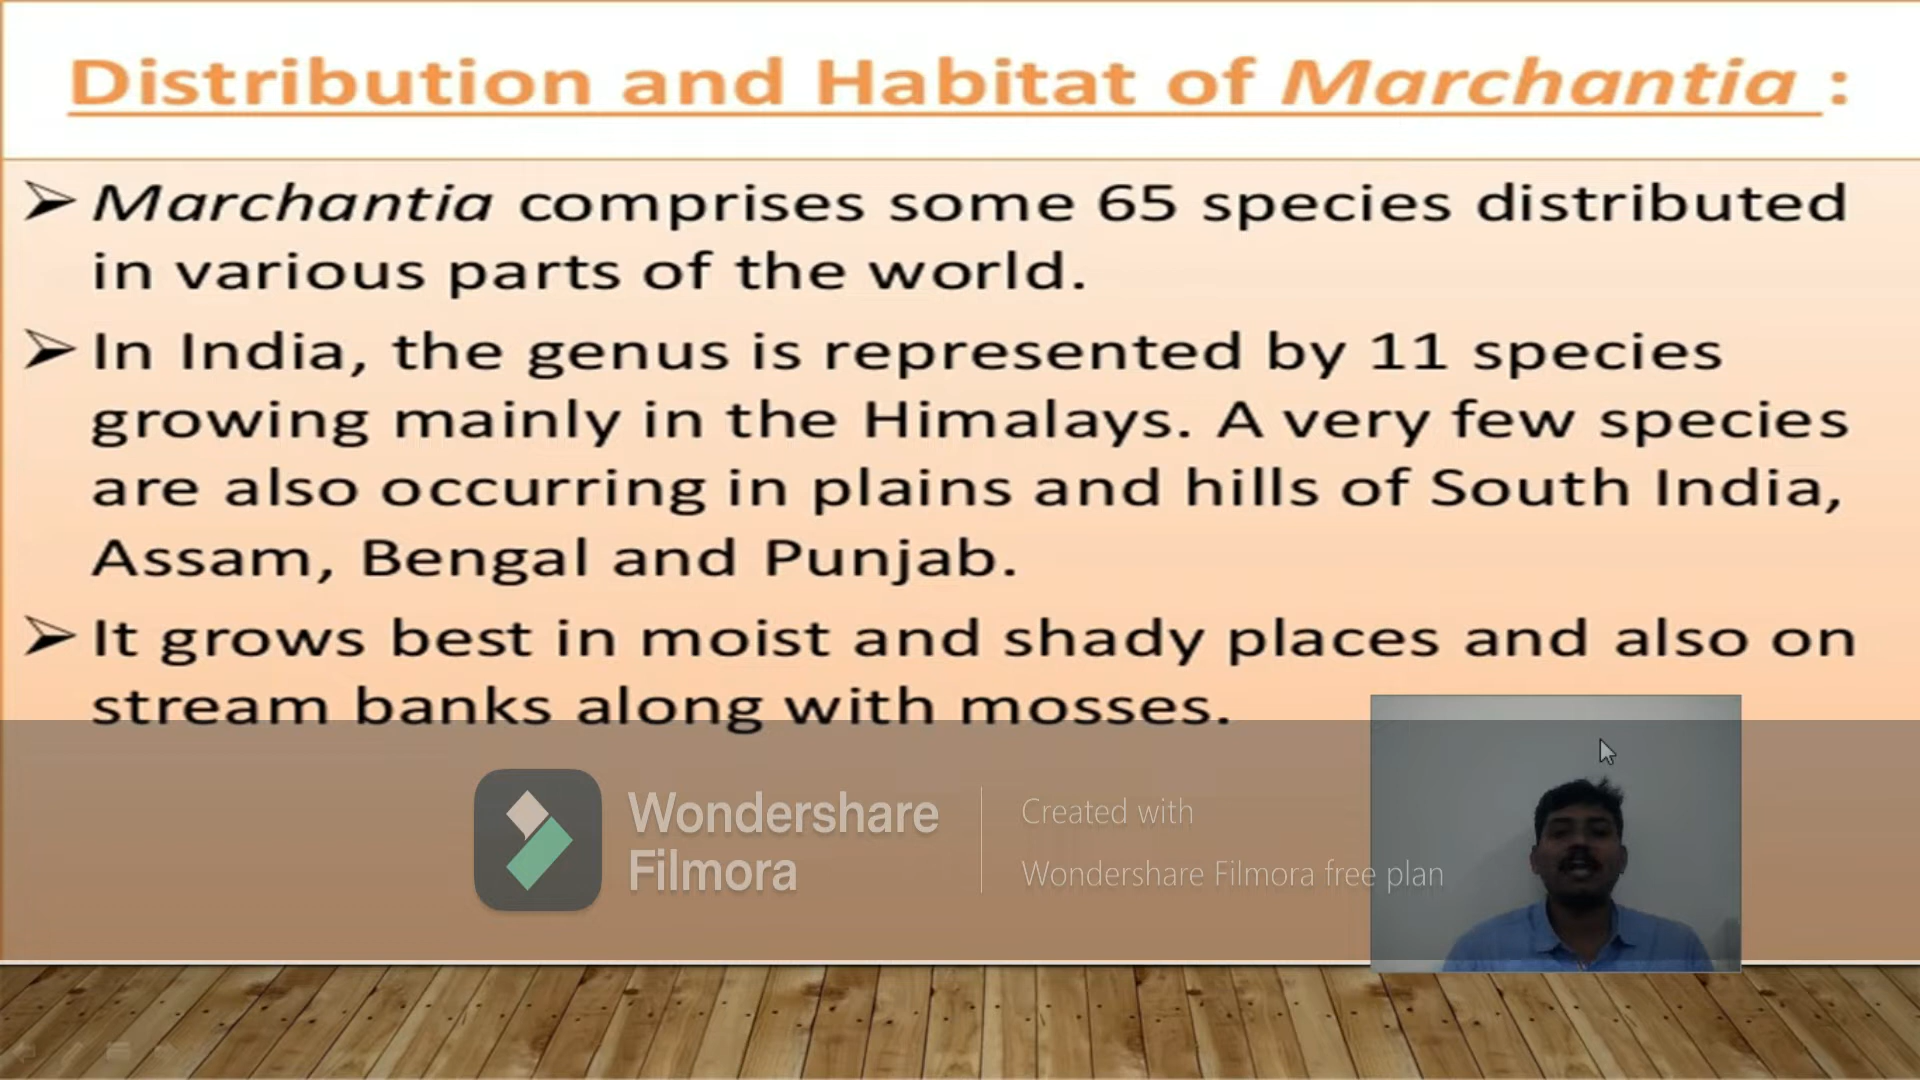 Distribution and Habitat of Marchantia :
Marchantia comprises some 65 species distributed
in various parts of the world.
In India, the genus is represented by 11 species
growing mainly in the Himalays. A very few species
are also occurring in plains and hills of South India,
Assam, Bengal and Punjab.
It grows best in moist and shady places and also on
stream banks along with mosses.
Wondershare
Filmora
Created with
Wondershare Filmora free plan